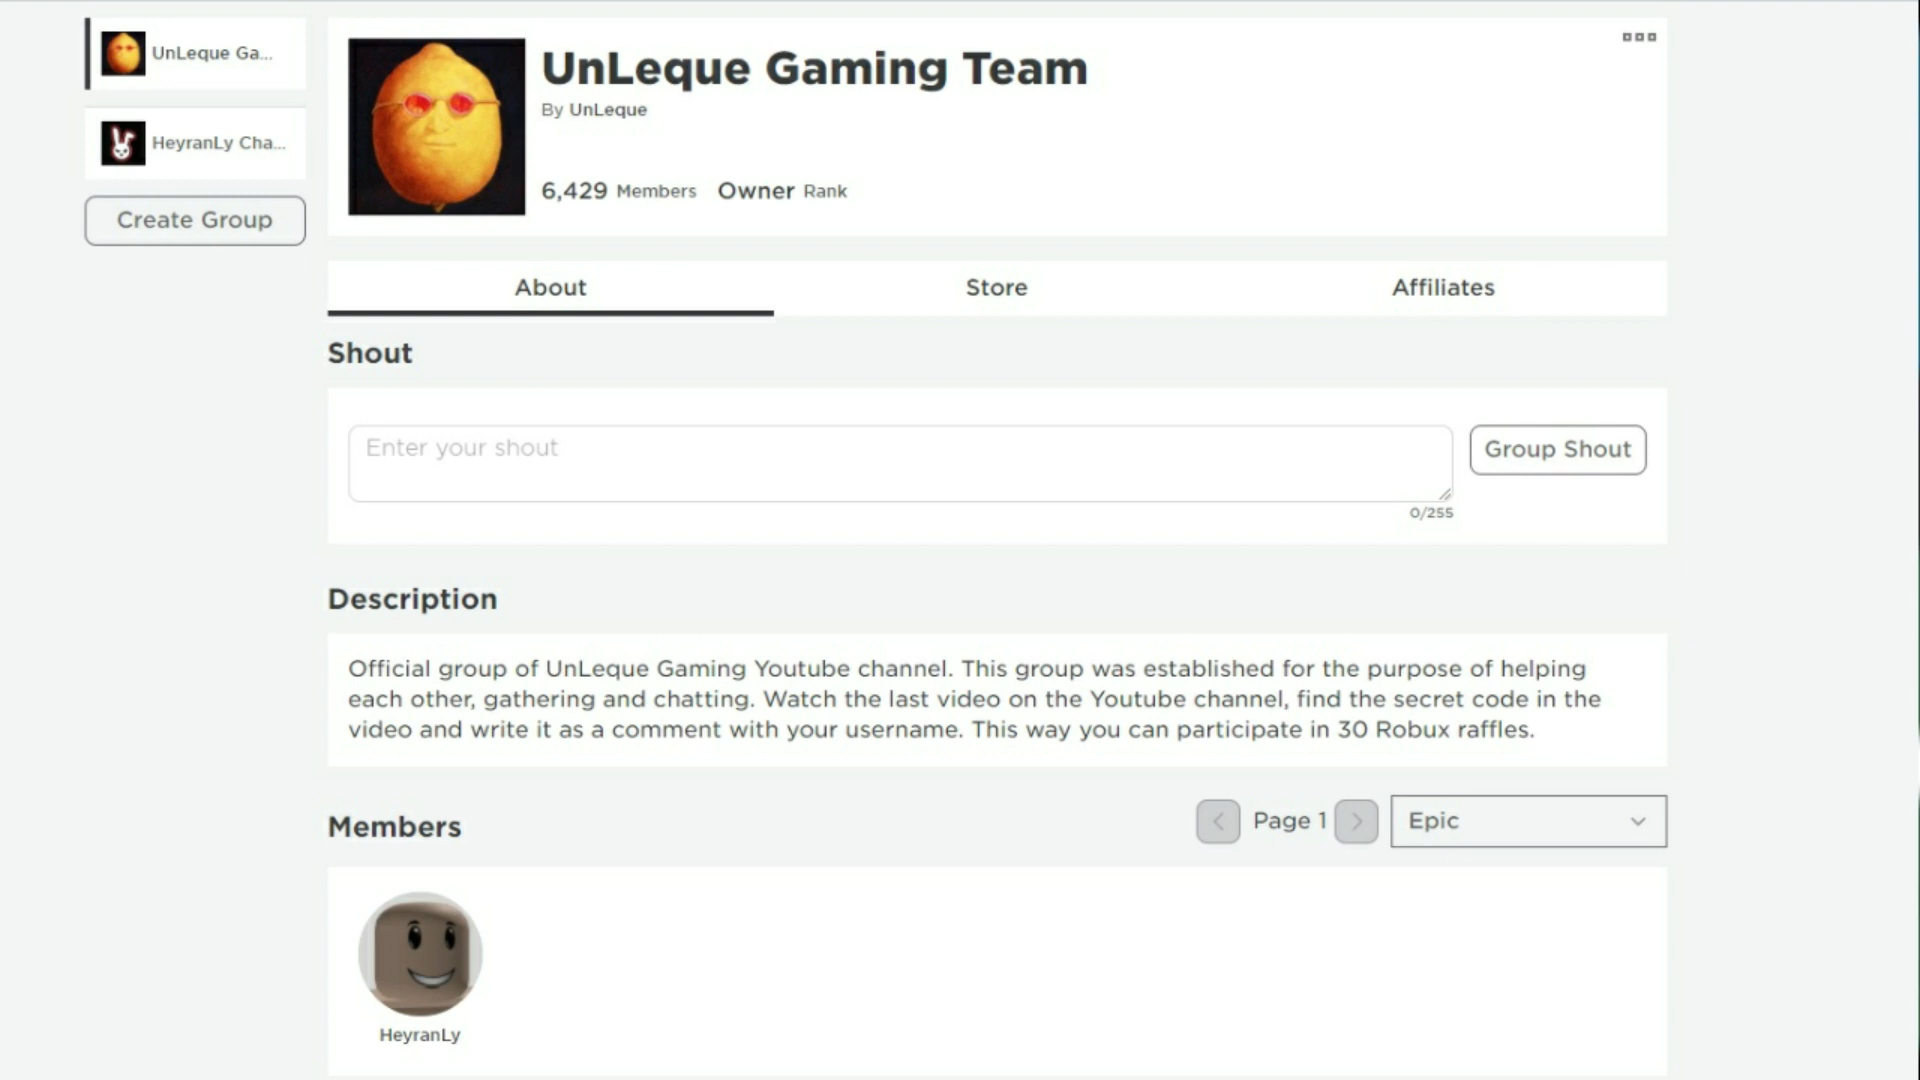 UnLeque Ga...
HeyranLy Cha...
Create Group
UnLeque Gaming Team
By UnLeque
6,429 Members Owner Rank
About Store Affiliates
Shout
Enter your shout
Group Shout
0/255
Description
Official group of UnLeque Gaming Youtube channel. This group was established for the purpose of helping
each other, gathering and chatting. Watch the last video on the Youtube channel, find the secret code in the
video and write it as a comment with your username. This way you can participate in 30 Robux raffles.
Members
Page 1
Epic
HeyranLy